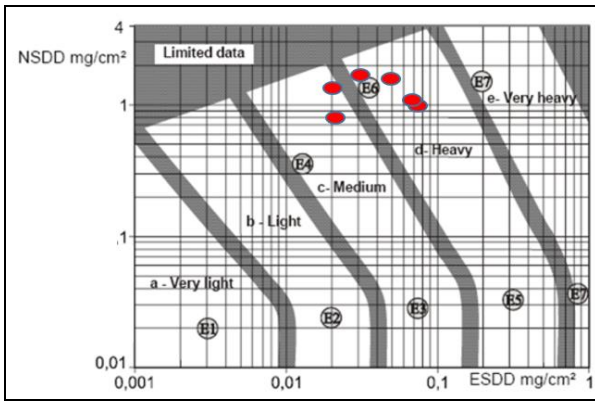 4
NSDD mg/cm²
Limited data
E6
E7
1
e- Very heavy
d- Heavy
E4
c- Medium
b - Light
,1
a - Very light
E1
E2
E3
E5
E7
0,01
0,001
0,01
0,1
ESDD mg/cm²
1